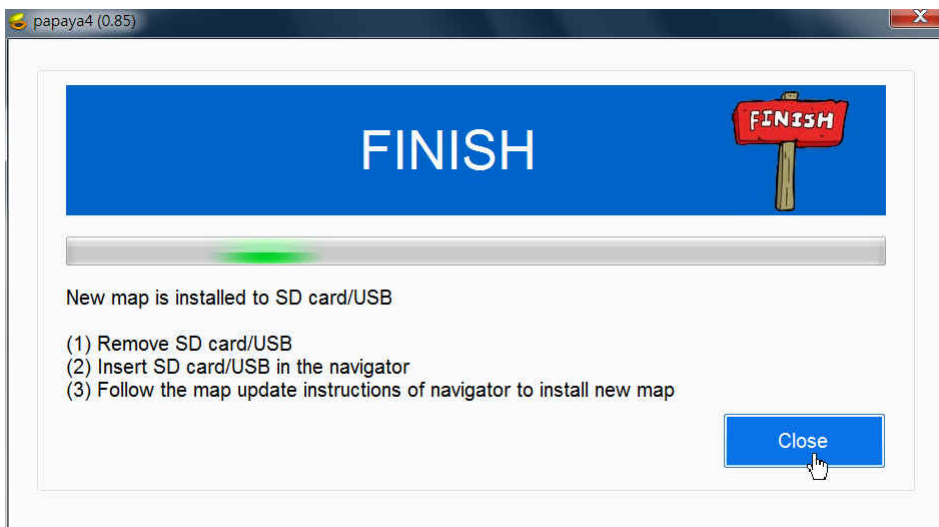 papaya4 (0.85)
FINISH
FINISH
New map is installed to SD card/USB
(1) Remove SD card/USB
(2) Insert SD card/USB in the navigator
(3) Follow the map update instructions of navigator to install new map
Close